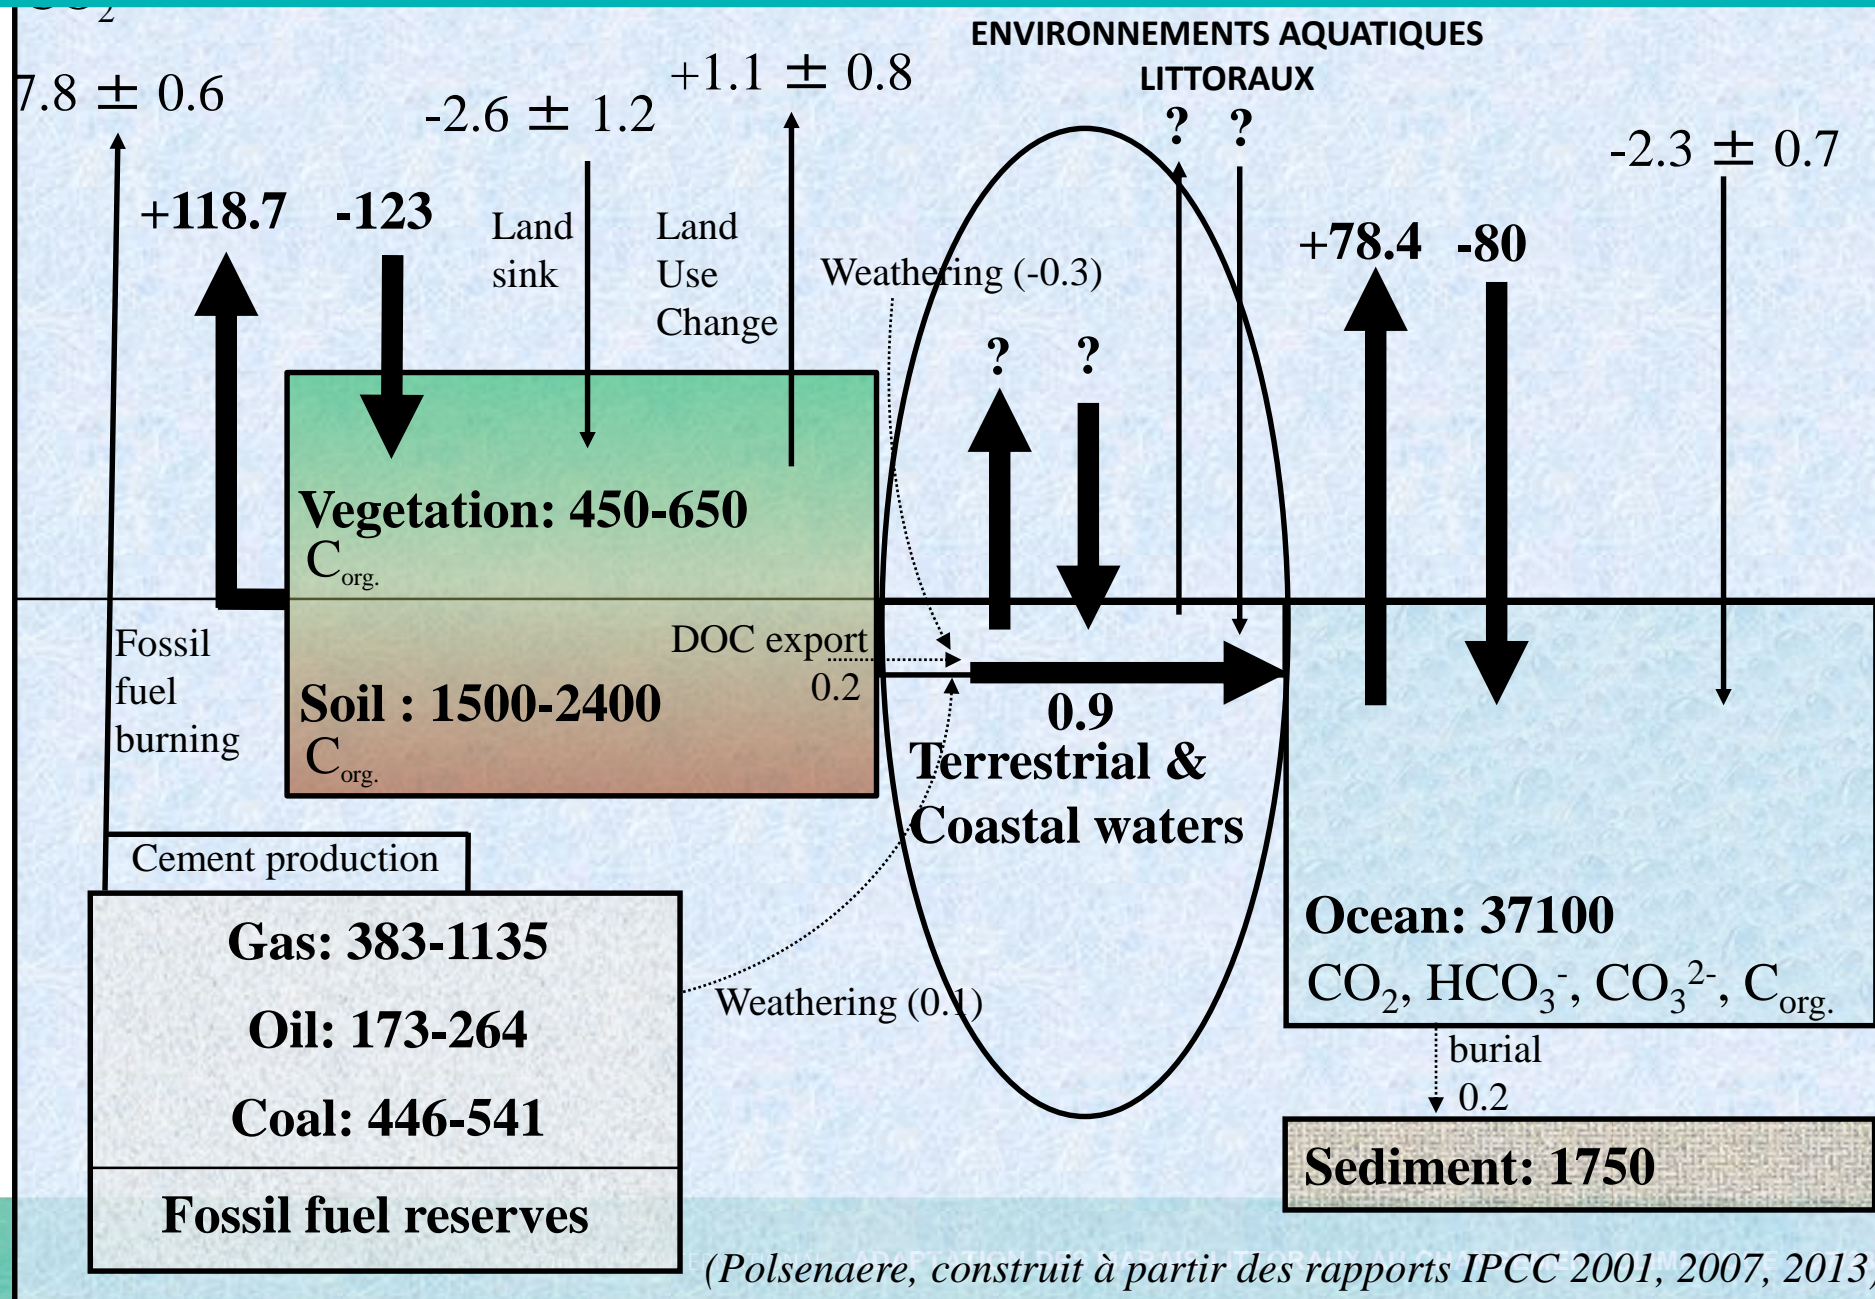 CO2
ENVIRONNEMENTS AQUATIQUES
LITTORAUX
7.8 ± 0.6
-2.6 ± 1.2
+1.1 ± 0.8
? ?
-2.3 ± 0.7
+118.7 -123
Land
sink
Land
Use
Change
Weathering (-0.3)
+78.4 -80
? ?
Vegetation: 450-650
Corg.
Fossil
fuel
burning
DOC export
0.2
Soil : 1500-2400
Corg.
0.9
Terrestrial &
Coastal waters
Cement production
Gas: 383-1135
Oil: 173-264
Coal: 446-541
Fossil fuel reserves
Weathering (0.1)
Ocean: 37100
CO2, HCO3-, CO32-, Corg.
burial
0.2
Sediment: 1750
(Polsenaere, construit à partir des rapports IPCC 2001, 2007, 2013)